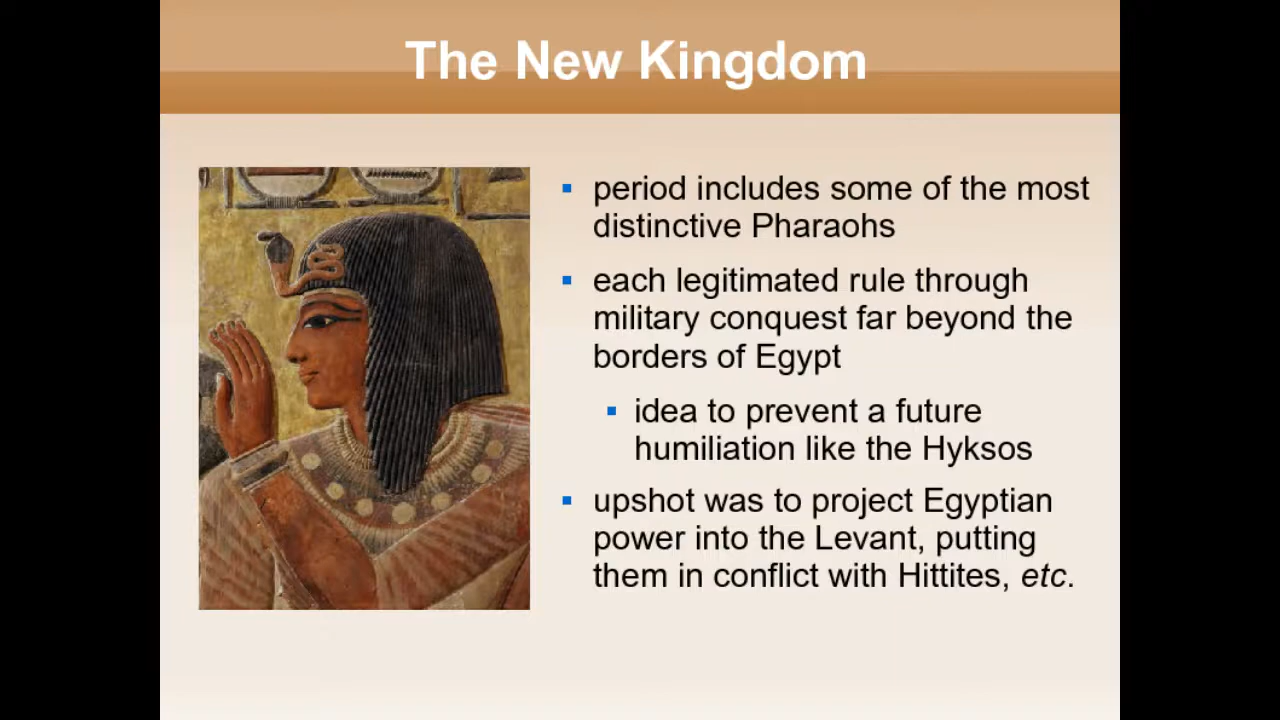 The New Kingdom
▪ period includes some of the most
distinctive Pharaohs
▪ each legitimated rule through
military conquest far beyond the
borders of Egypt
▪ idea to prevent a future
humiliation like the Hyksos
▪ upshot was to project Egyptian
power into the Levant, putting
them in conflict with Hittites, etc.